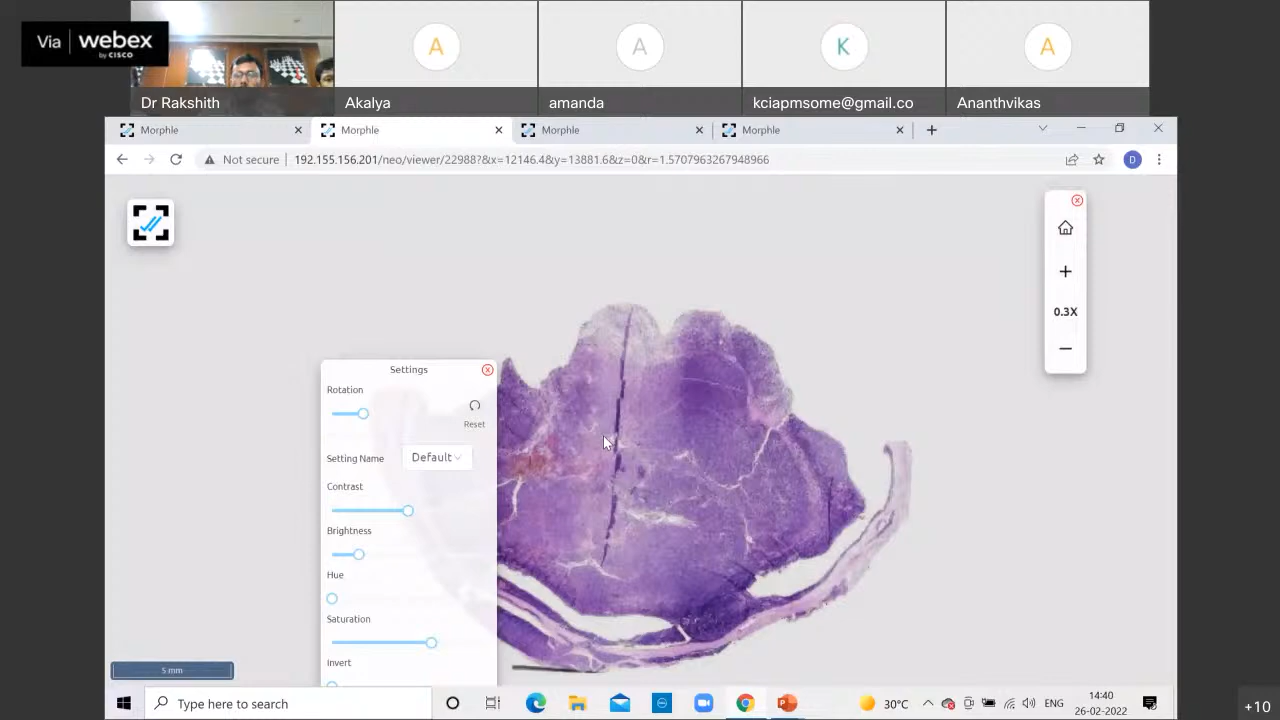 Via webex
by CISCO
Dr Rakshith
Akalya
amanda
kciapmsome@gmail.co
Ananthvikas
A
A
K
A
Morphle
Morphle
Morphle
Morphle
Not secure 192.155.156.201/neo/viewer/22988?&x=12146.4&y=13881.6&z=0&r=1.5707963267948966
D
0.3X
Settings
Rotation
Reset
Setting Name Default
Contrast
Brightness
Hue
Saturation
Invert
5 mm
Type here to search
30°C
ENG
14:40
26-02-2022
+10